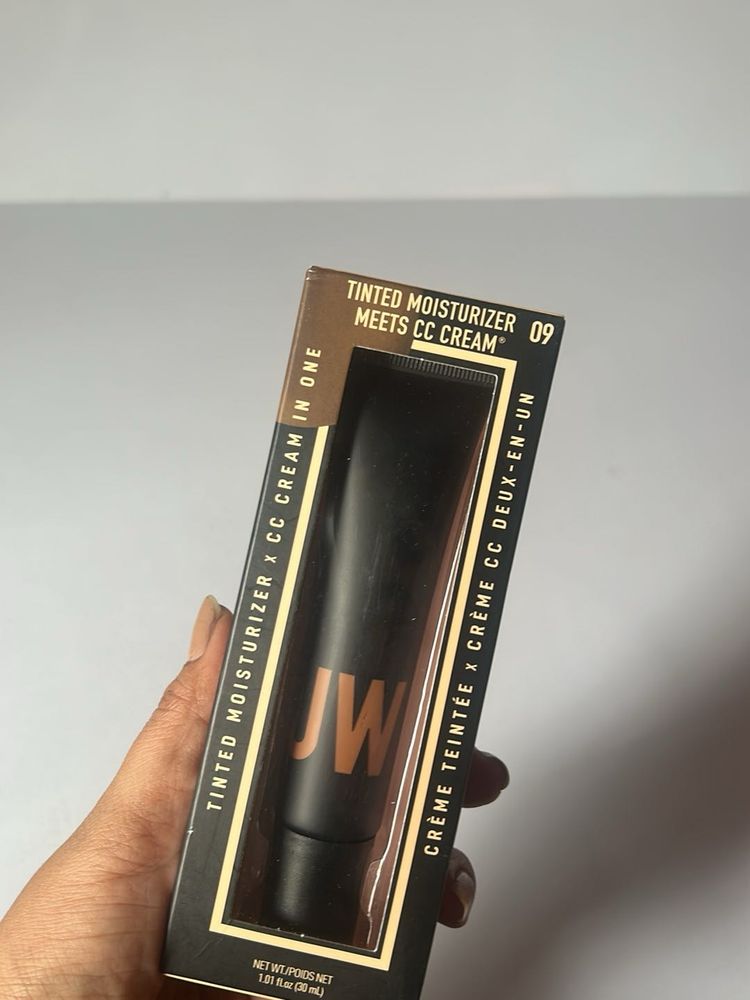 TINTED MOISTURIZER
MEETS CC CREAM®
09
TINTED MOISTURIZER x CC CREAM IN ONE
CRÈME TEINTÉE x CRÈME CC DEUX-EN-UN
JW
NET WT./POIDS NET
1.01 fl.oz (30 mL)